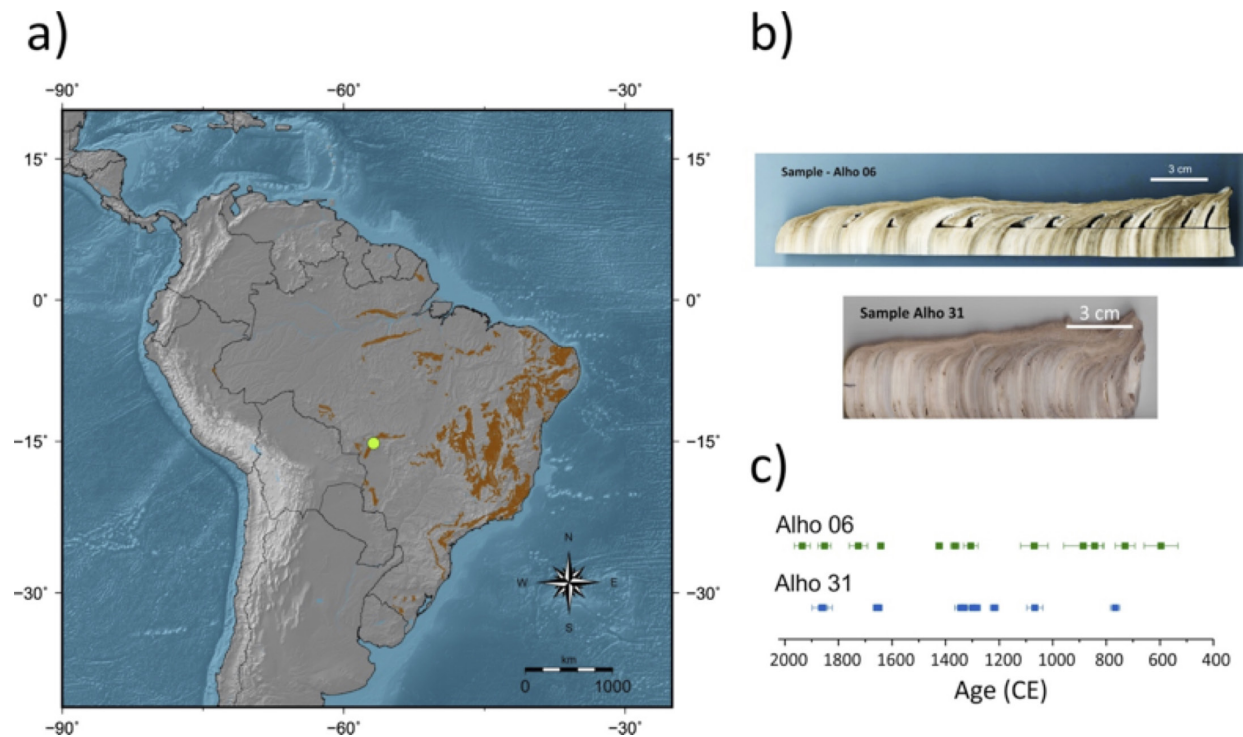 a)
−90˚ −60˚ −30˚
15˚ 15˚
0˚ 0˚
−15˚ −15˚
−30˚ −30˚
N
W E
S
km
0 1000
−90˚ −60˚ −30˚
b)
Sample - Alho 06
3 cm
Sample Alho 31
3 cm
c)
Alho 06
Alho 31
2000 1800 1600 1400 1200 1000 800 600 400
Age (CE)